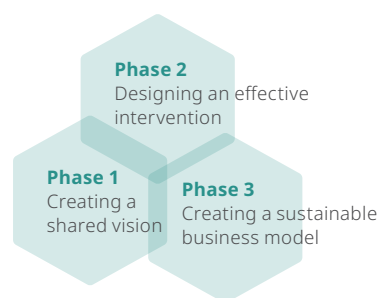 Phase 2
Designing an effective
intervention
Phase 1
Creating a
shared vision
Phase 3
Creating a sustainable
business model